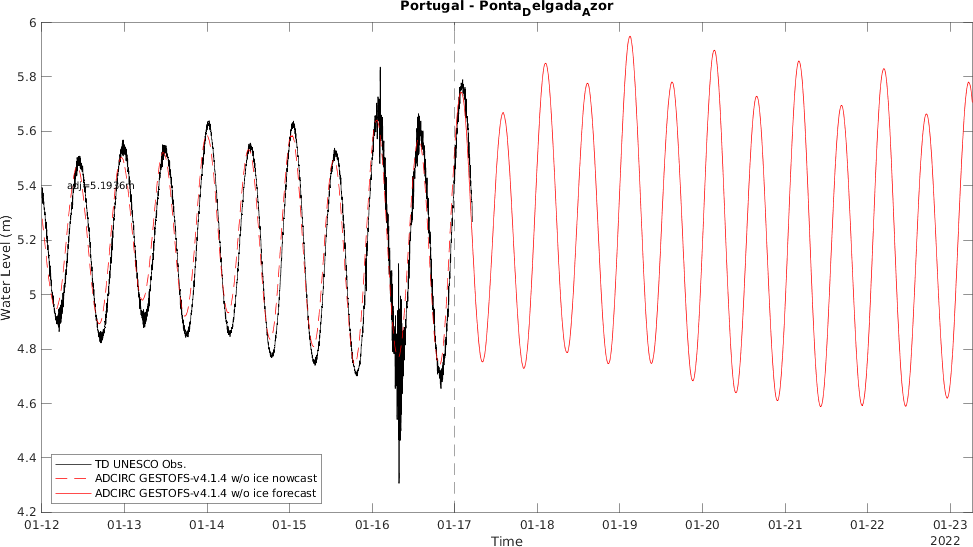 Portugal - PontaDelgadaAzor
6
5.8
5.6
5.4
5.2
5
4.8
4.6
4.4
4.2
Water Level (m)
adj=5.1936m
TD UNESCO Obs.
ADCIRC GESTOFS-v4.1.4 w/o ice nowcast
ADCIRC GESTOFS-v4.1.4 w/o ice forecast
01-12 01-13 01-14 01-15 01-16 01-17 01-18 01-19 01-20 01-21 01-22 01-23
Time
2022